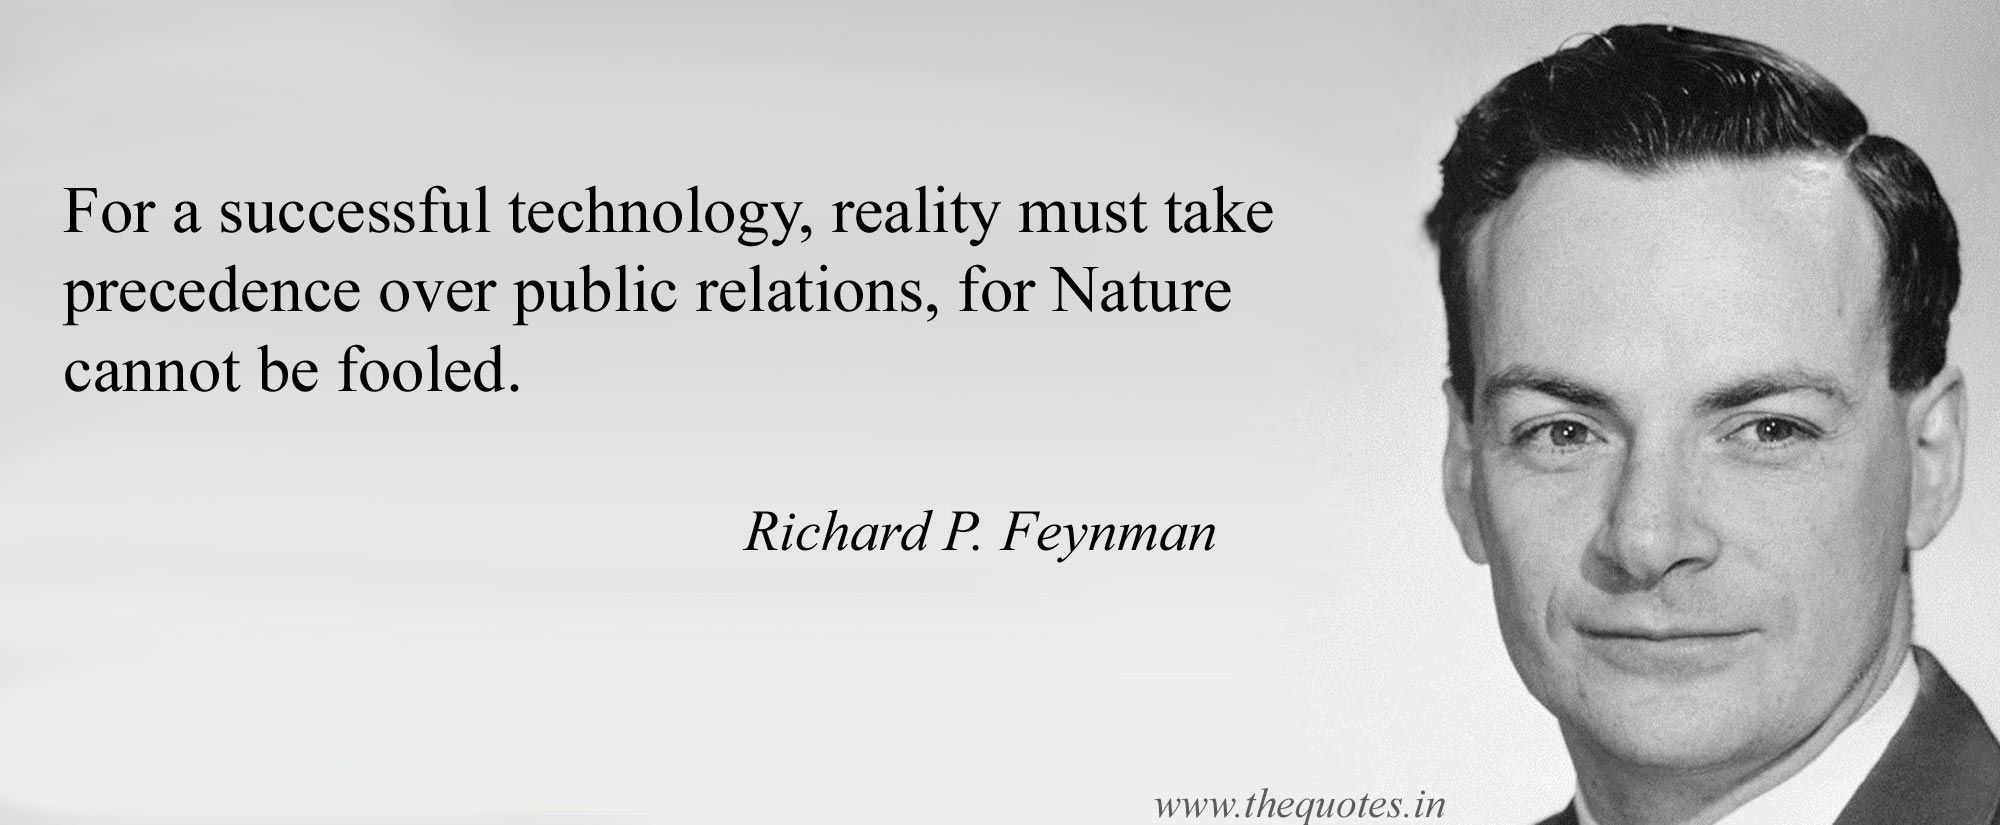 For a successful technology, reality must take
precedence over public relations, for Nature
cannot be fooled.
Richard P. Feynman
www.thequotes.in